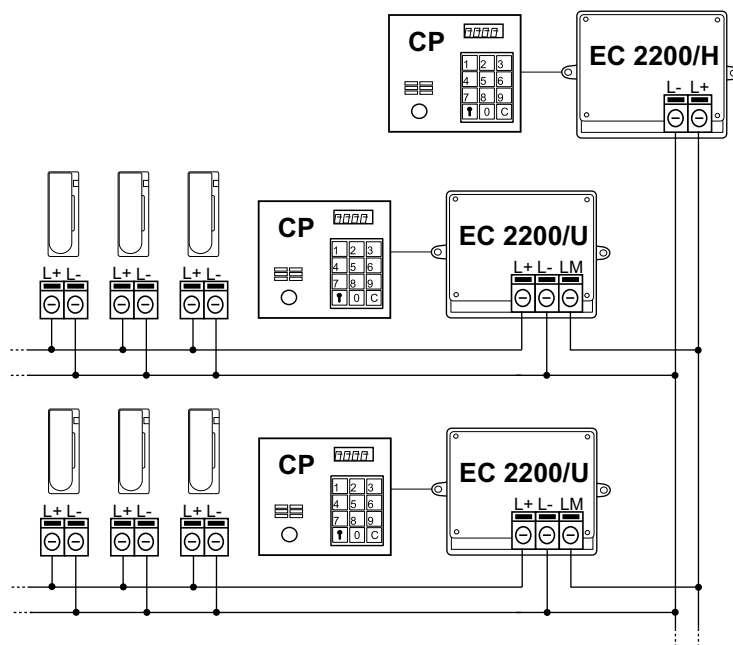 CP
EC 2200/H
1 2 3
4 5 6
7 8 9
0 C
L- L+
CP
EC 2200/U
1 2 3
4 5 6
7 8 9
0 C
L+ L-
L+ L-
L+ L-
L+ L- LM
CP
EC 2200/U
1 2 3
4 5 6
7 8 9
0 C
L+ L-
L+ L-
L+ L-
L+ L- LM